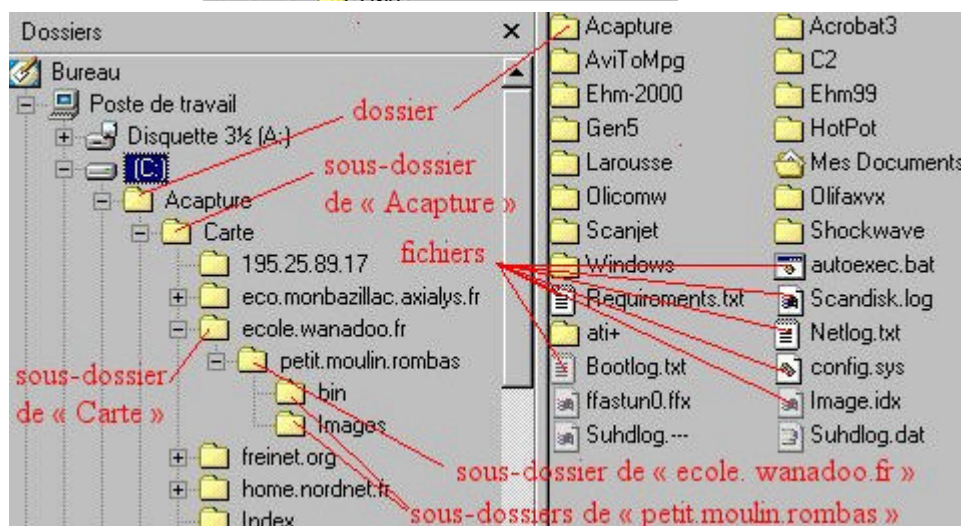 Dossiers
Bureau
Poste de travail
Disquette 3½ (A:)
(C:)
Acapture
Carte
195.25.89.17
eco.monbazillac.axialys.fr
ecole.wanadoo.fr
petit.moulin.rombas
bin
Images
freinet.org
home.nordnet.fr
Index
dossier
sous-dossier
de « Acapture »
fichiers
sous-dossier
de « Carte »
sous-dossier de « ecole. wanadoo.fr »
sous-dossiers de « petit.moulin.rombas »
Acapture
Acrobat3
AviToMpg
C2
Ehm-2000
Ehm99
Gen5
HotPot
Larousse
Mes Documents
Olicomw
Olifaxvx
Scanjet
Shockwave
Windows
autoexec.bat
Requiroments.txt
Scandisk.log
ati+
Netlog.txt
Bootlog.txt
config.sys
ffastun0.ffx
Image.idx
Suhdlog.---
Suhdlog.dat